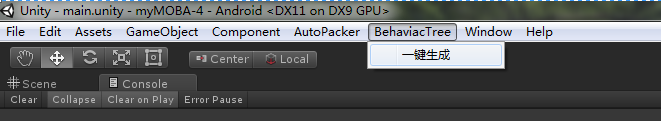 Unity - main.unity - myMOBA-4 - Android <DX11 on DX9 GPU>
File Edit Assets GameObject Component AutoPacker BehaviacTree Window Help
一键生成
Center Local
Scene Console
Clear Collapse Clear on Play Error Pause